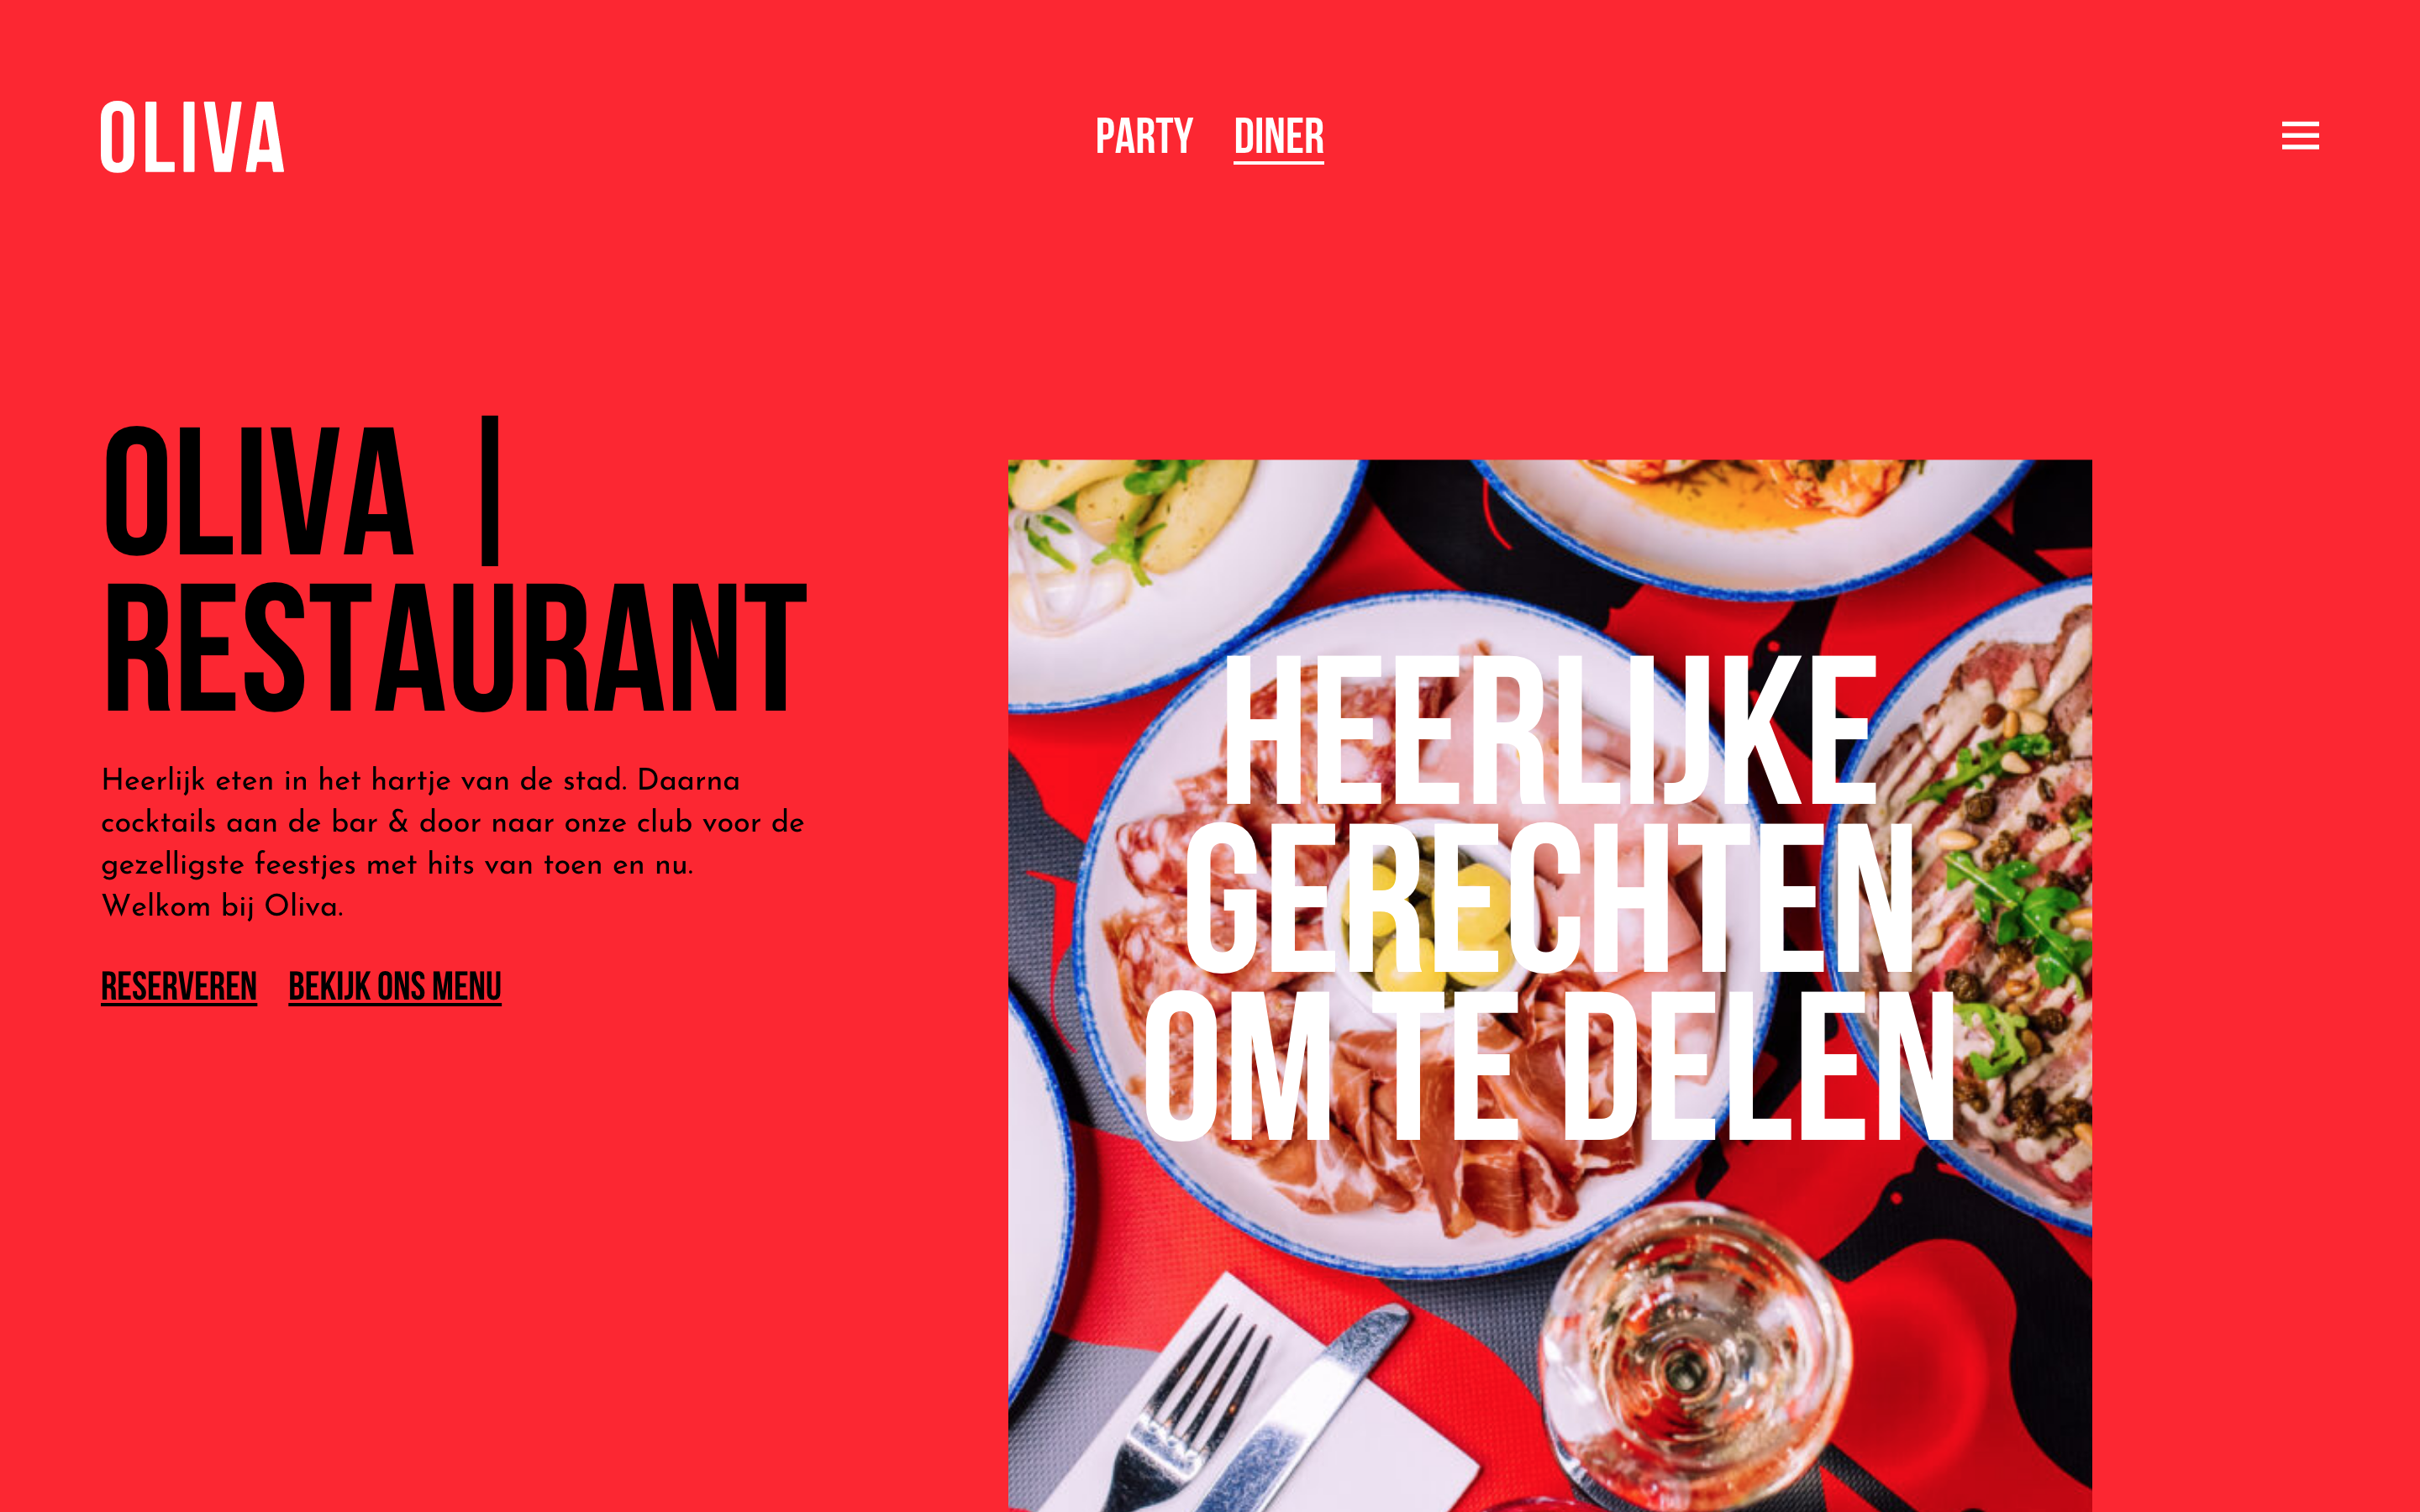 OLIVA
PARTY DINER
OLIVA |
RESTAURANT
Heerlijk eten in het hartje van de stad. Daarna
cocktails aan de bar & door naar onze club voor de
gezelligste feestjes met hits van toen en nu.
Welkom bij Oliva.
RESERVEREN BEKIJK ONS MENU
HEERLIJKE
GERECHTEN
OM TE DELEN